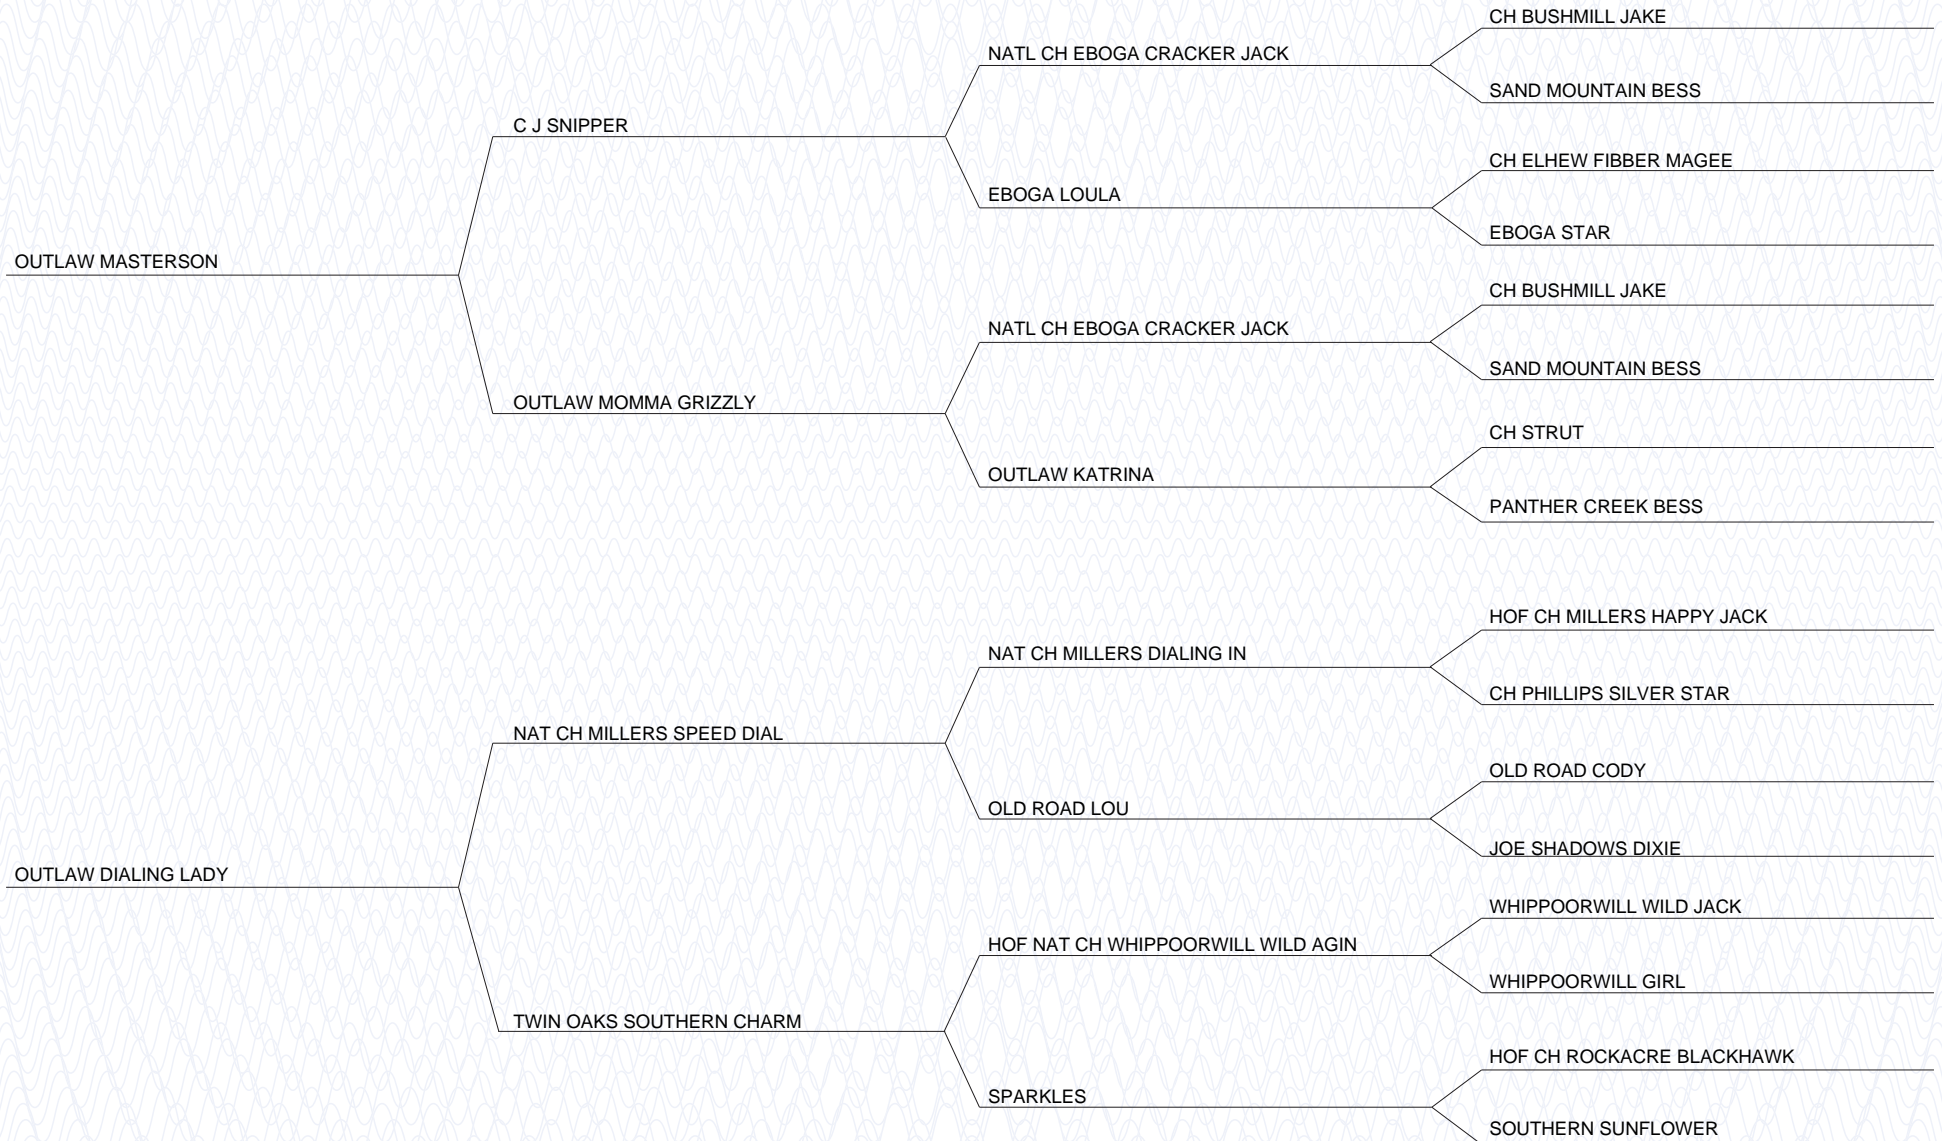 CH BUSHMILL JAKE
NATL CH EBOGA CRACKER JACK
SAND MOUNTAIN BESS
C J SNIPPER
CH ELHEW FIBBER MAGEE
EBOGA LOULA
EBOGA STAR
OUTLAW MASTERSON
CH BUSHMILL JAKE
NATL CH EBOGA CRACKER JACK
SAND MOUNTAIN BESS
OUTLAW MOMMA GRIZZLY
CH STRUT
OUTLAW KATRINA
PANTHER CREEK BESS
HOF CH MILLERS HAPPY JACK
NAT CH MILLERS DIALING IN
CH PHILLIPS SILVER STAR
NAT CH MILLERS SPEED DIAL
OLD ROAD CODY
OLD ROAD LOU
JOE SHADOWS DIXIE
OUTLAW DIALING LADY
WHIPPOORWILL WILD JACK
HOF NAT CH WHIPPOORWILL WILD AGIN
WHIPPOORWILL GIRL
TWIN OAKS SOUTHERN CHARM
HOF CH ROCKACRE BLACKHAWK
SPARKLES
SOUTHERN SUNFLOWER